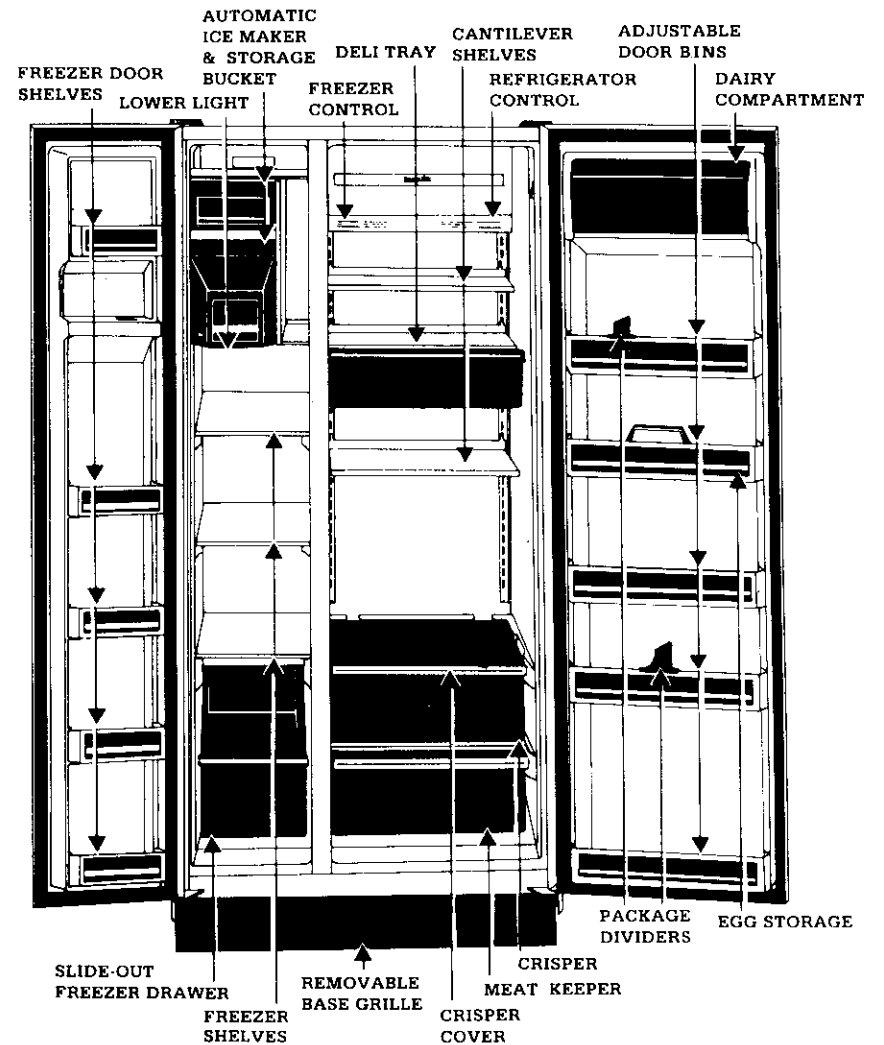 AUTOMATIC
ICE MAKER
& STORAGE
BUCKET
FREEZER DOOR
SHELVES
LOWER LIGHT
DELI TRAY
FREEZER
CONTROL
CANTILEVER
SHELVES
REFRIGERATOR
CONTROL
ADJUSTABLE
DOOR BINS
DAIRY
COMPARTMENT
SLIDE-OUT
FREEZER DRAWER
FREEZER
SHELVES
REMOVABLE
BASE GRILLE
CRISPER
COVER
CRISPER
MEAT KEEPER
PACKAGE
DIVIDERS
EGG STORAGE